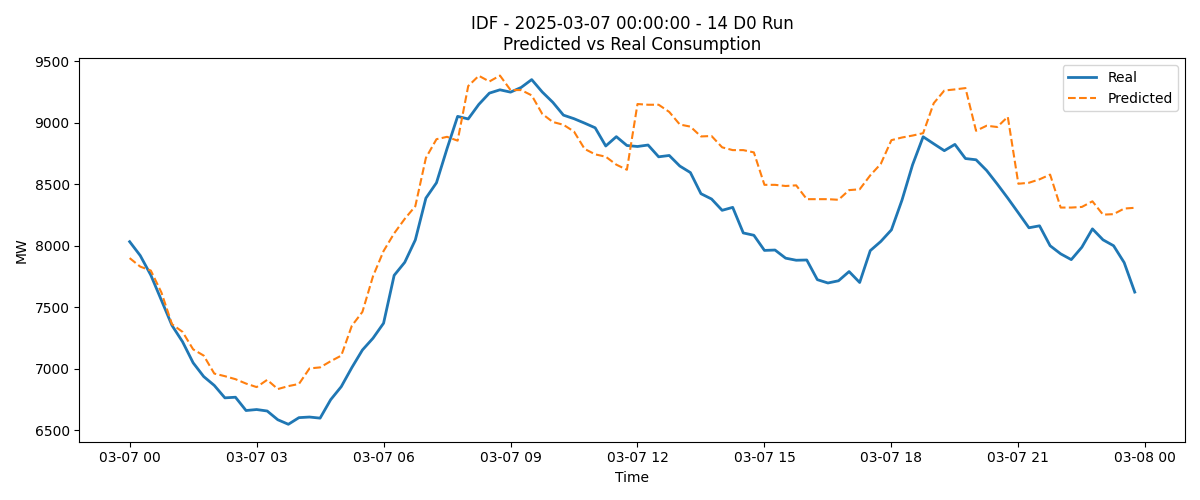 IDF - 2025-03-07 00:00:00 - 14 D0 Run
Predicted vs Real Consumption
Real
Predicted
MW
9500
9000
8500
8000
7500
7000
6500
03-07 00
03-07 03
03-07 06
03-07 09
03-07 12
03-07 15
03-07 18
03-07 21
03-08 00
Time